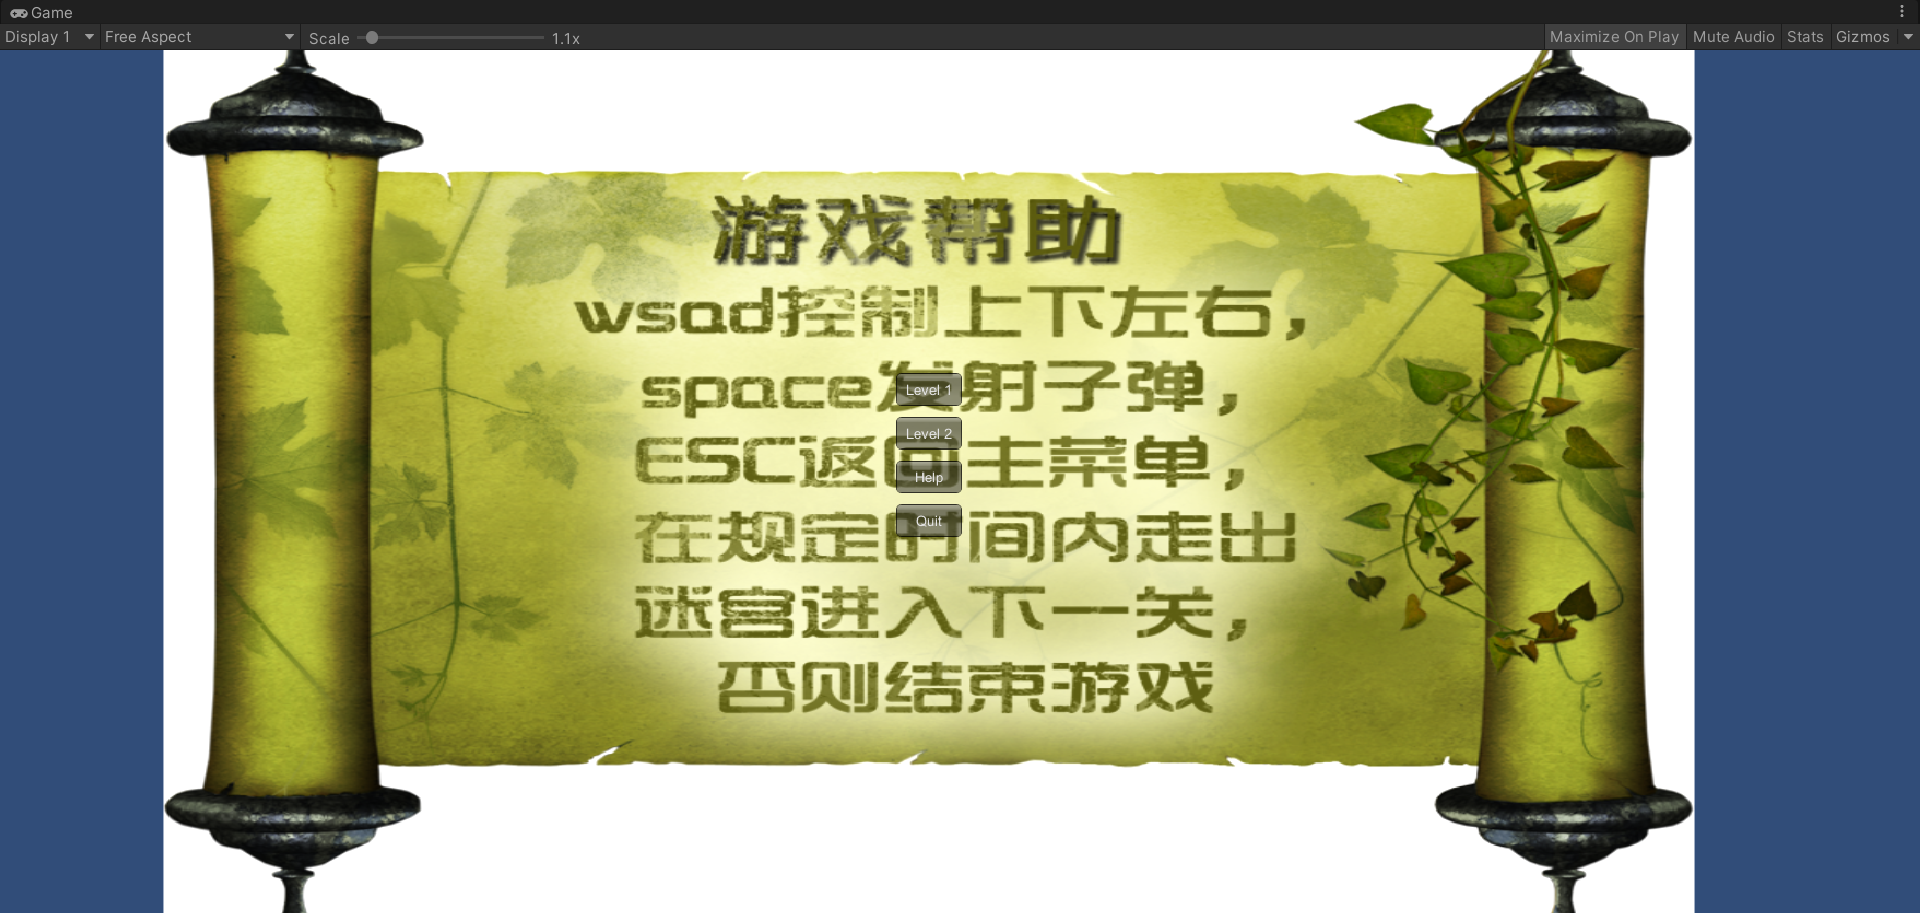 Game
Display 1 Free Aspect Scale 1.1x Maximize On Play Mute Audio Stats Gizmos
游戏帮助
wsad控制上下左右，
space发射子弹，
Level 1
Level 2
ESC返回主菜单，
Help
Quit
在规定时间内走出
迷宫进入下一关，
否则结束游戏